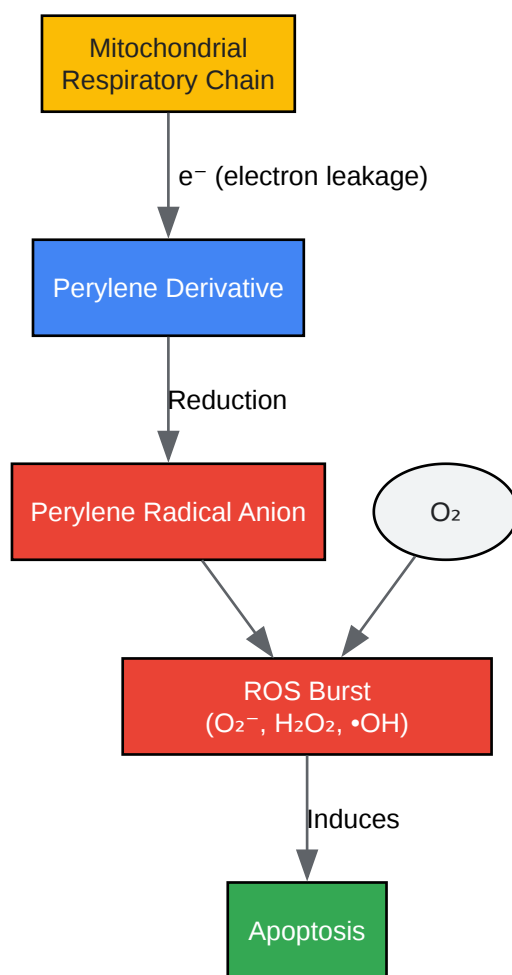 Mitochondrial
Respiratory Chain
e⁻ (electron leakage)
Perylene Derivative
Reduction
Perylene Radical Anion
O₂
ROS Burst
(O₂⁻, H₂O₂, •OH)
Induces
Apoptosis